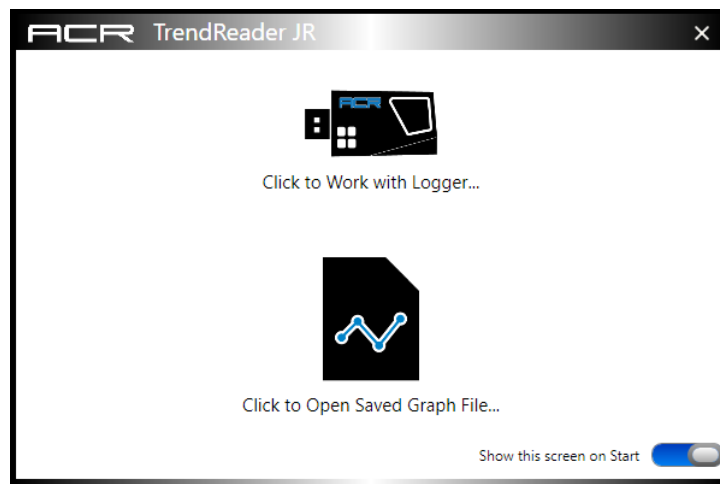 ACR TrendReader JR
ACR
Click to Work with Logger...
Click to Open Saved Graph File...
Show this screen on Start